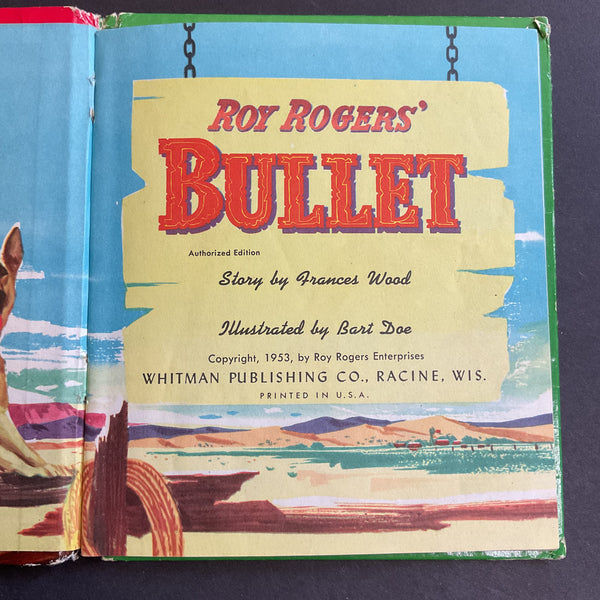 ROY ROGERS'
BULLET
Authorized Edition
Story by Frances Wood
Illustrated by Bart Doe
Copyright, 1953, by Roy Rogers Enterprises
WHITMAN PUBLISHING CO., RACINE, WIS.
PRINTED IN U.S.A.